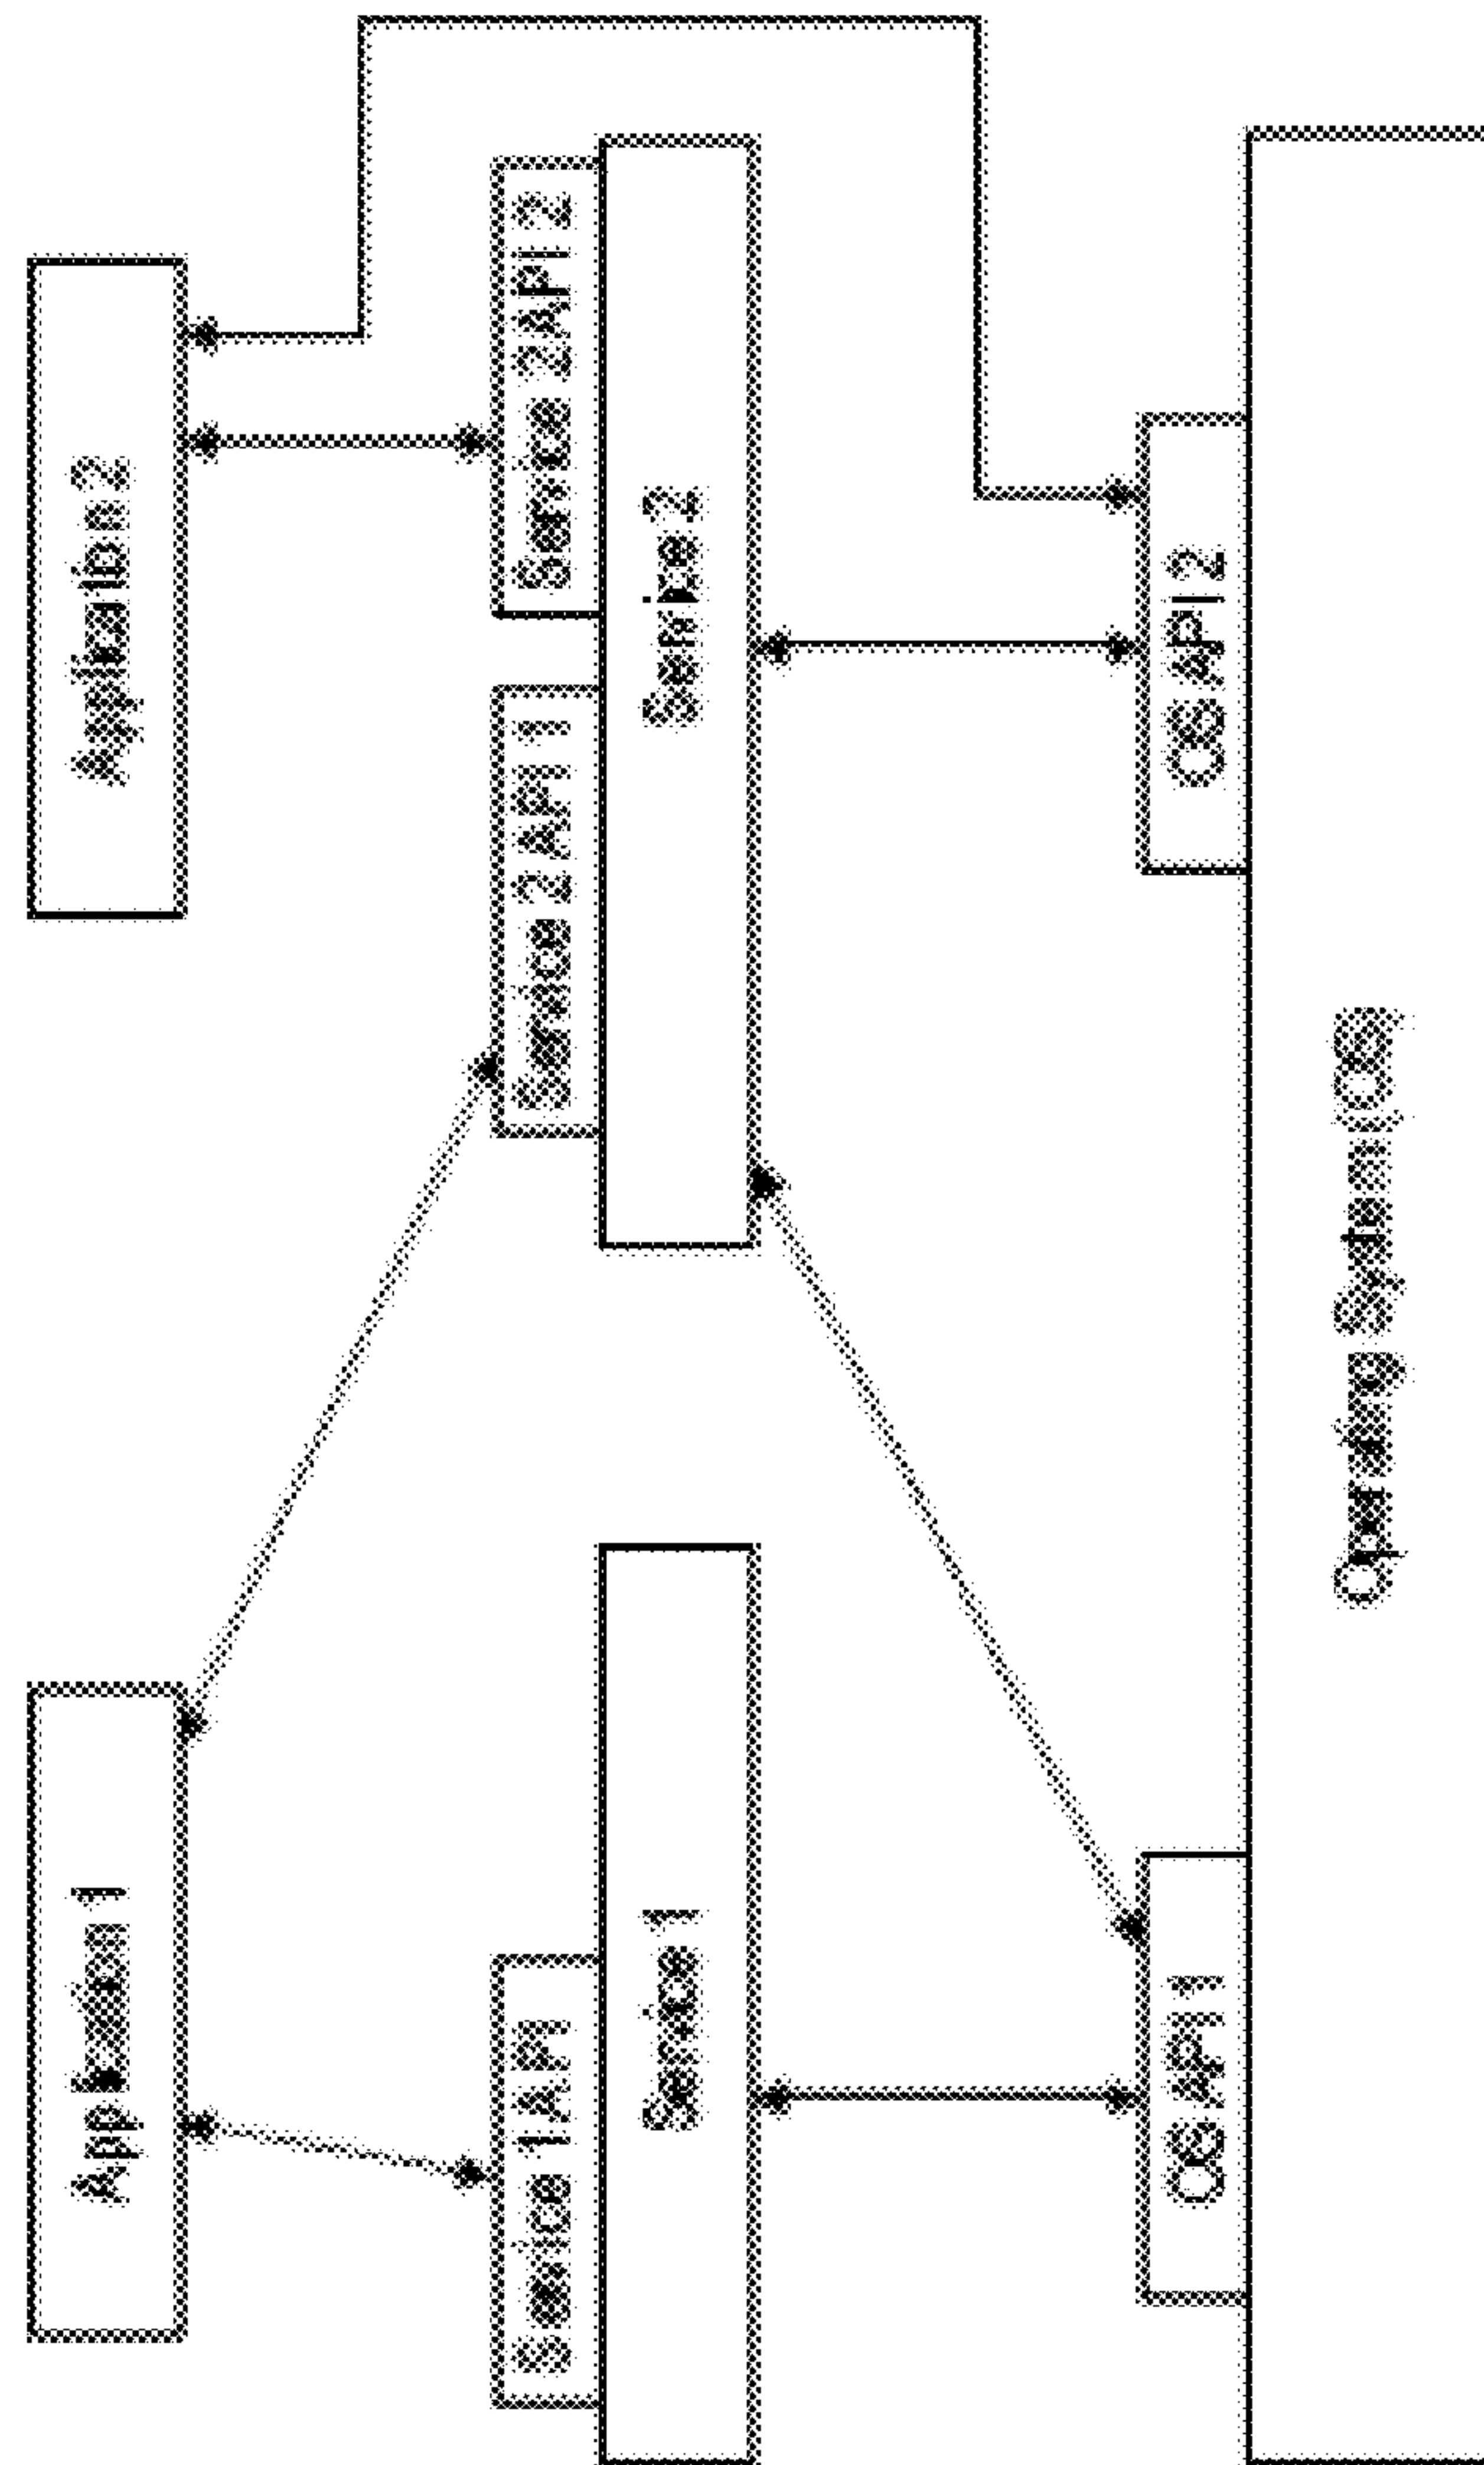 Application 1
Application 2
Service 1 API
Service 2 API 1
Service 2 API 2
Service 1
Service 2
OS API 1
OS API 2
Operating System (OS)